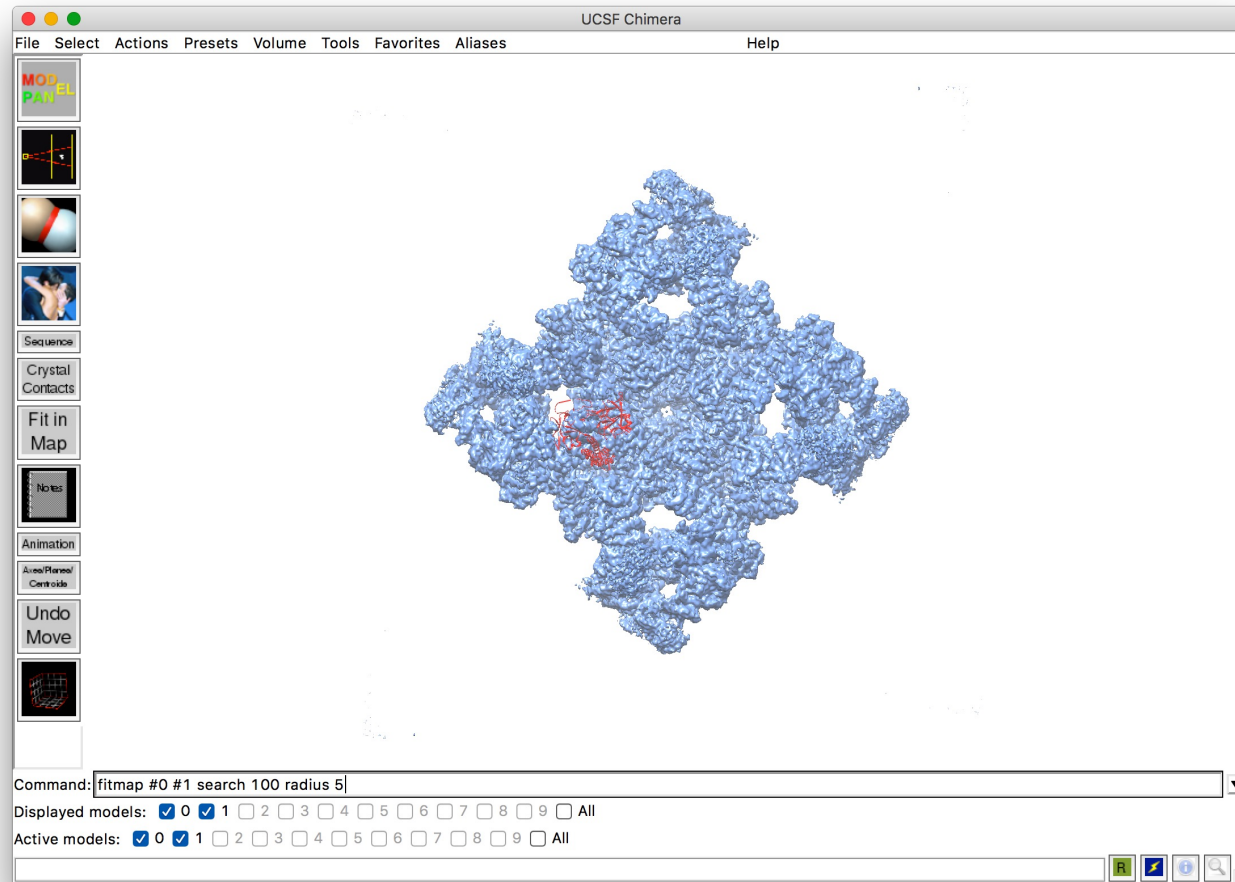 UCSF Chimera
File Select Actions Presets Volume Tools Favorites Aliases Help
MODEL
PANEL
Sequence
Crystal
Contacts
Fit in
Map
Notes
Animation
Axes/Planes/
Centroids
Undo
Move
Command: fitmap #0 #1 search 100 radius 5
Displayed models: 0 1 2 3 4 5 6 7 8 9 All
Active models: 0 1 2 3 4 5 6 7 8 9 All
R